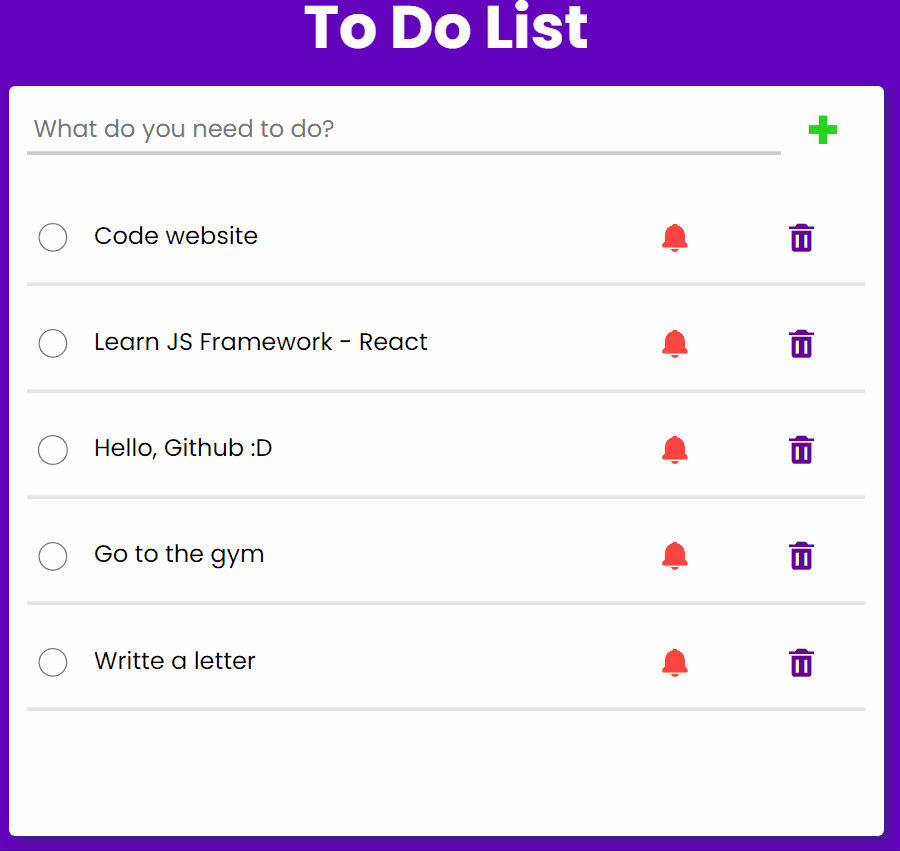 To Do List
What do you need to do?
Code website
Learn JS Framework - React
Hello, Github :D
Go to the gym
Writte a letter